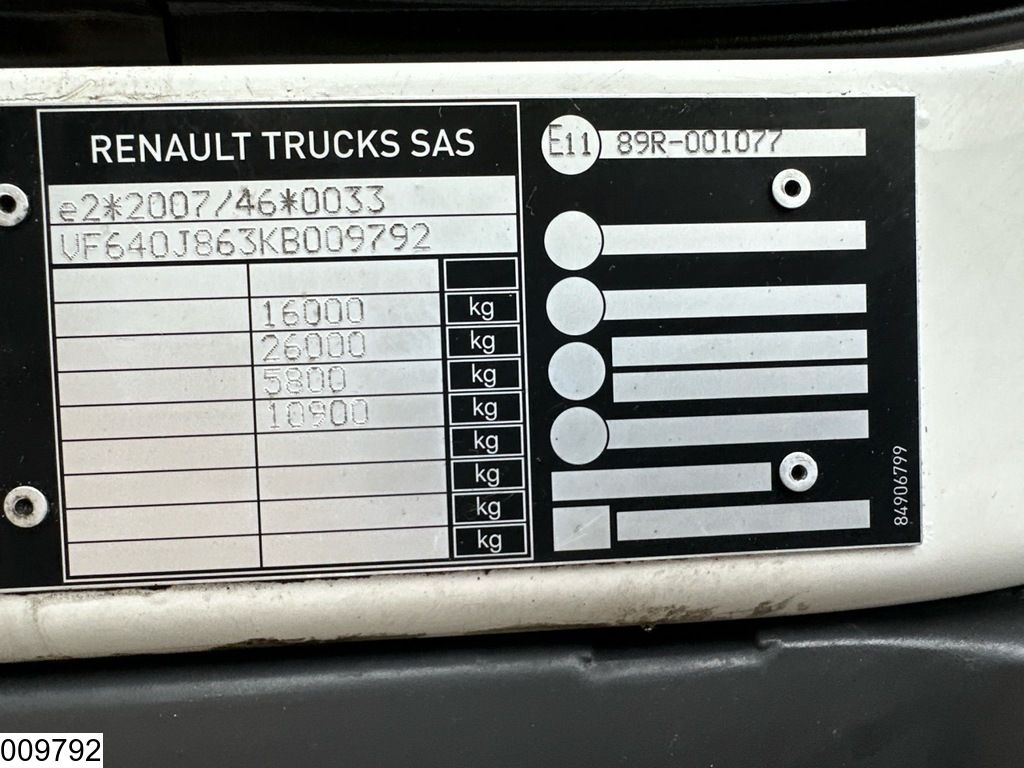 RENAULT TRUCKS SAS
e2*2007/46*0033
VF640J863KB009792
16000 kg
26000 kg
5800 kg
10900 kg
kg
kg
kg
kg
E11 89R-001077
84906799
009792